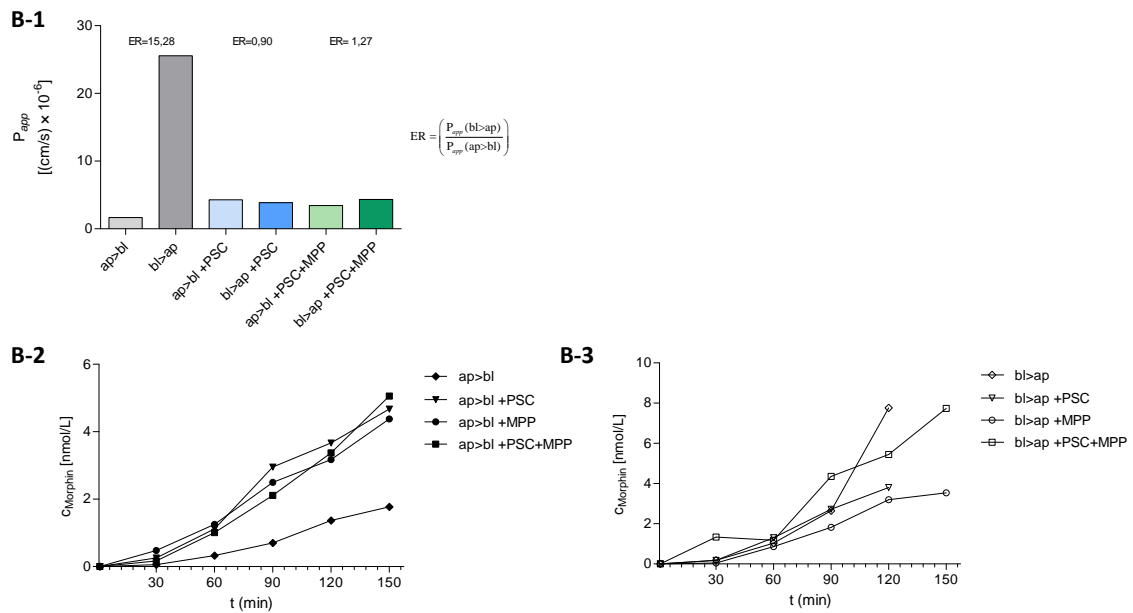 B-1
30
20
10
0
P_app
[(cm/s) × 10^-6]
ER=15,28
ER=0,90
ER= 1,27
ER = ( P_app (bl>ap) / P_app (ap>bl) )
ap>bl
bl>ap
ap>bl +PSC
bl>ap +PSC
ap>bl +PSC+MPP
bl>ap +PSC+MPP
B-2
6
4
2
0
c_Morphin [nmol/L]
30 60 90 120 150
t (min)
ap>bl
ap>bl +PSC
ap>bl +MPP
ap>bl +PSC+MPP
B-3
10
8
6
4
2
0
c_Morphin [nmol/L]
30 60 90 120 150
t (min)
bl>ap
bl>ap +PSC
bl>ap +MPP
bl>ap +PSC+MPP